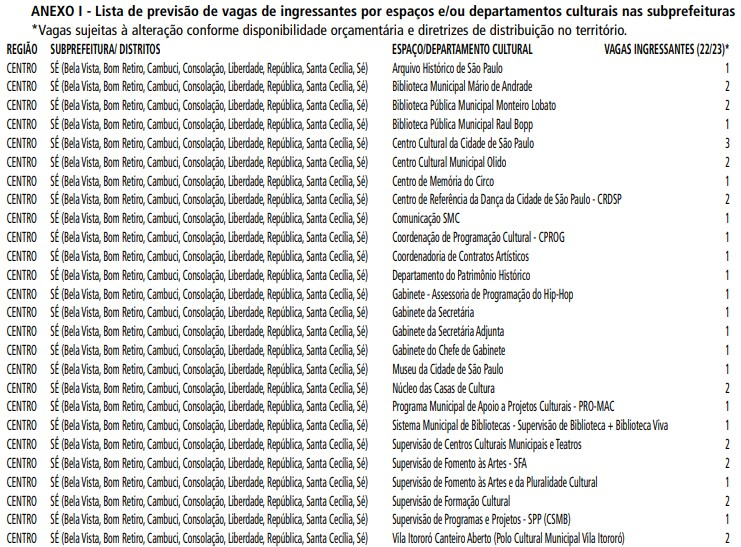 ANEXO I - Lista de previsão de vagas de ingressantes por espaços e/ou departamentos culturais nas subprefeituras
*Vagas sujeitas à alteração conforme disponibilidade orçamentária e diretrizes de distribuição no território.
REGIÃO SUBPREFEITURA/ DISTRITOS ESPAÇO/DEPARTAMENTO CULTURAL VAGAS INGRESSANTES (22/23)*
CENTRO SÉ (Bela Vista, Bom Retiro, Cambuci, Consolação, Liberdade, República, Santa Cecília, Sé) Arquivo Histórico de São Paulo 1
CENTRO SÉ (Bela Vista, Bom Retiro, Cambuci, Consolação, Liberdade, República, Santa Cecília, Sé) Biblioteca Municipal Mário de Andrade 2
CENTRO SÉ (Bela Vista, Bom Retiro, Cambuci, Consolação, Liberdade, República, Santa Cecília, Sé) Biblioteca Pública Municipal Monteiro Lobato 2
CENTRO SÉ (Bela Vista, Bom Retiro, Cambuci, Consolação, Liberdade, República, Santa Cecília, Sé) Biblioteca Pública Municipal Raul Bopp 1
CENTRO SÉ (Bela Vista, Bom Retiro, Cambuci, Consolação, Liberdade, República, Santa Cecília, Sé) Centro Cultural da Cidade de São Paulo 3
CENTRO SÉ (Bela Vista, Bom Retiro, Cambuci, Consolação, Liberdade, República, Santa Cecília, Sé) Centro Cultural Municipal Olido 2
CENTRO SÉ (Bela Vista, Bom Retiro, Cambuci, Consolação, Liberdade, República, Santa Cecília, Sé) Centro de Memória do Circo 1
CENTRO SÉ (Bela Vista, Bom Retiro, Cambuci, Consolação, Liberdade, República, Santa Cecília, Sé) Centro de Referência da Dança da Cidade de São Paulo - CRDSP 2
CENTRO SÉ (Bela Vista, Bom Retiro, Cambuci, Consolação, Liberdade, República, Santa Cecília, Sé) Comunicação SMC 1
CENTRO SÉ (Bela Vista, Bom Retiro, Cambuci, Consolação, Liberdade, República, Santa Cecília, Sé) Coordenação de Programação Cultural - CPROG 1
CENTRO SÉ (Bela Vista, Bom Retiro, Cambuci, Consolação, Liberdade, República, Santa Cecília, Sé) Coordenadoria de Contratos Artísticos 1
CENTRO SÉ (Bela Vista, Bom Retiro, Cambuci, Consolação, Liberdade, República, Santa Cecília, Sé) Departamento do Patrimônio Histórico 1
CENTRO SÉ (Bela Vista, Bom Retiro, Cambuci, Consolação, Liberdade, República, Santa Cecília, Sé) Gabinete - Assessoria de Programação do Hip-Hop 1
CENTRO SÉ (Bela Vista, Bom Retiro, Cambuci, Consolação, Liberdade, República, Santa Cecília, Sé) Gabinete da Secretária 1
CENTRO SÉ (Bela Vista, Bom Retiro, Cambuci, Consolação, Liberdade, República, Santa Cecília, Sé) Gabinete da Secretária Adjunta 1
CENTRO SÉ (Bela Vista, Bom Retiro, Cambuci, Consolação, Liberdade, República, Santa Cecília, Sé) Gabinete do Chefe de Gabinete 1
CENTRO SÉ (Bela Vista, Bom Retiro, Cambuci, Consolação, Liberdade, República, Santa Cecília, Sé) Museu da Cidade de São Paulo 1
CENTRO SÉ (Bela Vista, Bom Retiro, Cambuci, Consolação, Liberdade, República, Santa Cecília, Sé) Núcleo das Casas de Cultura 2
CENTRO SÉ (Bela Vista, Bom Retiro, Cambuci, Consolação, Liberdade, República, Santa Cecília, Sé) Programa Municipal de Apoio a Projetos Culturais - PRO-MAC 1
CENTRO SÉ (Bela Vista, Bom Retiro, Cambuci, Consolação, Liberdade, República, Santa Cecília, Sé) Sistema Municipal de Bibliotecas - Supervisão de Biblioteca + Biblioteca Viva 1
CENTRO SÉ (Bela Vista, Bom Retiro, Cambuci, Consolação, Liberdade, República, Santa Cecília, Sé) Supervisão de Centros Culturais Municipais e Teatros 2
CENTRO SÉ (Bela Vista, Bom Retiro, Cambuci, Consolação, Liberdade, República, Santa Cecília, Sé) Supervisão de Fomento às Artes - SFA 2
CENTRO SÉ (Bela Vista, Bom Retiro, Cambuci, Consolação, Liberdade, República, Santa Cecília, Sé) Supervisão de Fomento às Artes e da Pluralidade Cultural 1
CENTRO SÉ (Bela Vista, Bom Retiro, Cambuci, Consolação, Liberdade, República, Santa Cecília, Sé) Supervisão de Formação Cultural 2
CENTRO SÉ (Bela Vista, Bom Retiro, Cambuci, Consolação, Liberdade, República, Santa Cecília, Sé) Supervisão de Programas e Projetos - SPP (CSMB) 1
CENTRO SÉ (Bela Vista, Bom Retiro, Cambuci, Consolação, Liberdade, República, Santa Cecília, Sé) Vila Itororó Canteiro Aberto (Polo Cultural Municipal Vila Itororó) 2